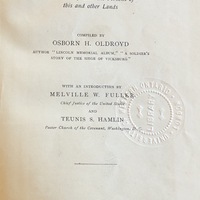 this and other Lands
COMPILED BY
OSBORN H. OLDROYD
AUTHOR "LINCOLN MEMORIAL ALBUM," "A SOLDIER'S
STORY OF THE SIEGE OF VICKSBURG."
WITH AN INTRODUCTION BY
MELVILLE W. FULLER
Chief Justice of the United States
AND
TEUNIS S. HAMLIN
Pastor Church of the Covenant, Washington, D. C.
LIBRARY